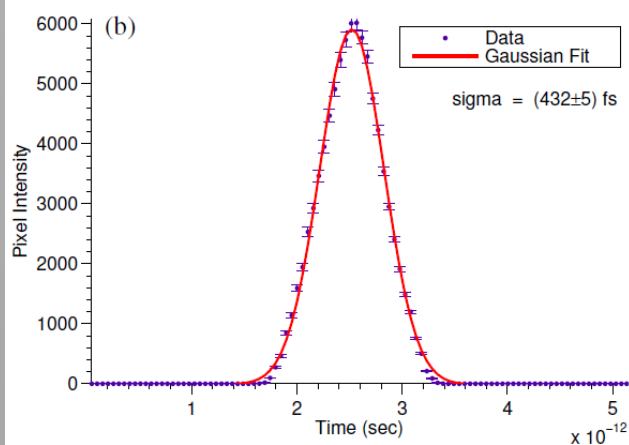 (b)
Data
Gaussian Fit
sigma = (432±5) fs
Pixel Intensity
6000
5000
4000
3000
2000
1000
0
1 2 3 4 5
Time (sec)
x 10⁻¹²